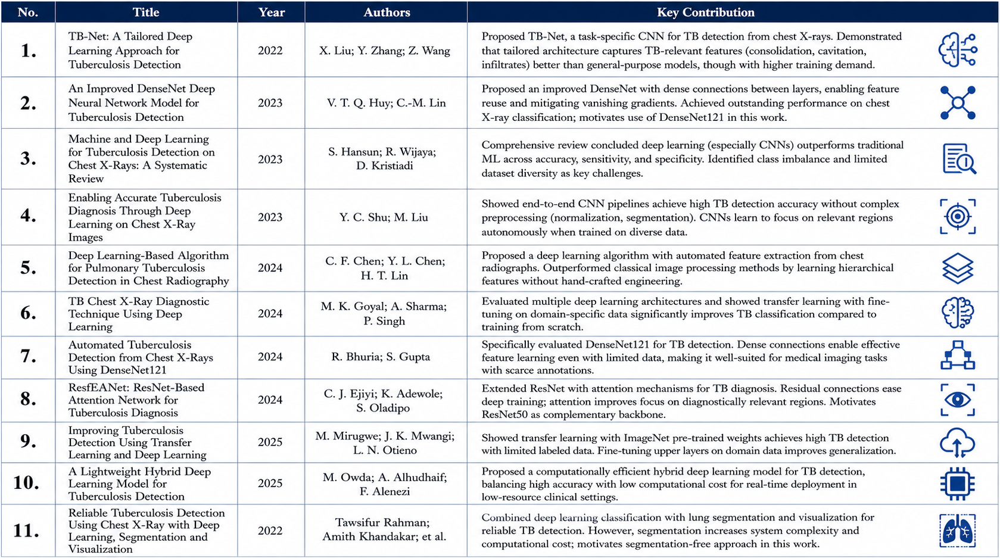 No. Title Year Authors Key Contribution
1.
TB-Net: A Tailored Deep
Learning Approach for
Tuberculosis Detection
2022
X. Liu; Y. Zhang; Z. Wang
Proposed TB-Net, a task-specific CNN for TB detection from chest X-rays. Demonstrated
that tailored architecture captures TB-relevant features (consolidation, cavitation,
infiltrates) better than general-purpose models, though with higher training demand.
2.
An Improved DenseNet Deep
Neural Network Model for
Tuberculosis Detection
2023
V. T. Q. Huy; C.-M. Lin
Proposed an improved DenseNet with dense connections between layers, enabling feature
reuse and mitigating vanishing gradients. Achieved outstanding performance on chest
X-ray classification; motivates use of DenseNet121 in this work.
3.
Machine and Deep Learning
for Tuberculosis Detection on
Chest X-Rays: A Systematic
Review
2023
S. Hansun; R. Wijaya;
D. Kristiadi
Comprehensive review concluded deep learning (especially CNNs) outperforms traditional
ML across accuracy, sensitivity, and specificity. Identified class imbalance and limited
dataset diversity as key challenges.
4.
Enabling Accurate Tuberculosis
Diagnosis Through Deep
Learning on Chest X-Ray
Images
2023
Y. C. Shu; M. Liu
Showed end-to-end CNN pipelines achieve high TB detection accuracy without complex
preprocessing (normalization, segmentation). CNNs learn to focus on relevant regions
autonomously when trained on diverse data.
5.
Deep Learning-Based Algorithm
for Pulmonary Tuberculosis
Detection in Chest Radiography
2024
C. F. Chen; Y. L. Chen;
H. T. Lin
Proposed a deep learning algorithm with automated feature extraction from chest
radiographs. Outperformed classical image processing methods by learning hierarchical
features without hand-crafted engineering.
6.
TB Chest X-Ray Diagnostic
Technique Using Deep
Learning
2024
M. K. Goyal; A. Sharma;
P. Singh
Evaluated multiple deep learning architectures and showed transfer learning with fine-
tuning on domain-specific data significantly improves TB classification compared to
training from scratch.
7.
Automated Tuberculosis
Detection from Chest X-Rays
Using DenseNet121
2024
R. Bhuria; S. Gupta
Specifically evaluated DenseNet121 for TB detection. Dense connections enable effective
feature learning even with limited data, making it well-suited for medical imaging tasks
with scarce annotations.
8.
ResfEANet: ResNet-Based
Attention Network for
Tuberculosis Diagnosis
2024
C. J. Ejiyi; K. Adewole;
S. Oladipo
Extended ResNet with attention mechanisms for TB diagnosis. Residual connections ease
deep training; attention improves focus on diagnostically relevant regions. Motivates
ResNet50 as complementary backbone.
9.
Improving Tuberculosis
Detection Using Transfer
Learning and Deep Learning
2025
M. Mirugwe; J. K. Mwangi;
L. N. Otieno
Showed transfer learning with ImageNet pre-trained weights achieves high TB detection
with limited labeled data. Fine-tuning upper layers on domain data improves generalization.
10.
A Lightweight Hybrid Deep
Learning Model for
Tuberculosis Detection
2025
M. Owda; A. Alhudhaif;
F. Alenezi
Proposed a computationally efficient hybrid deep learning model for TB detection,
balancing high accuracy with low computational cost for real-time deployment in
low-resource clinical settings.
11.
Reliable Tuberculosis Detection
Using Chest X-Ray with Deep
Learning, Segmentation and
Visualization
2022
Tawsifur Rahman;
Amith Khandakar; et al.
Combined deep learning classification with lung segmentation and visualization for
reliable TB detection. However, segmentation increases system complexity and
computational cost; motivates segmentation-free approach in this work.